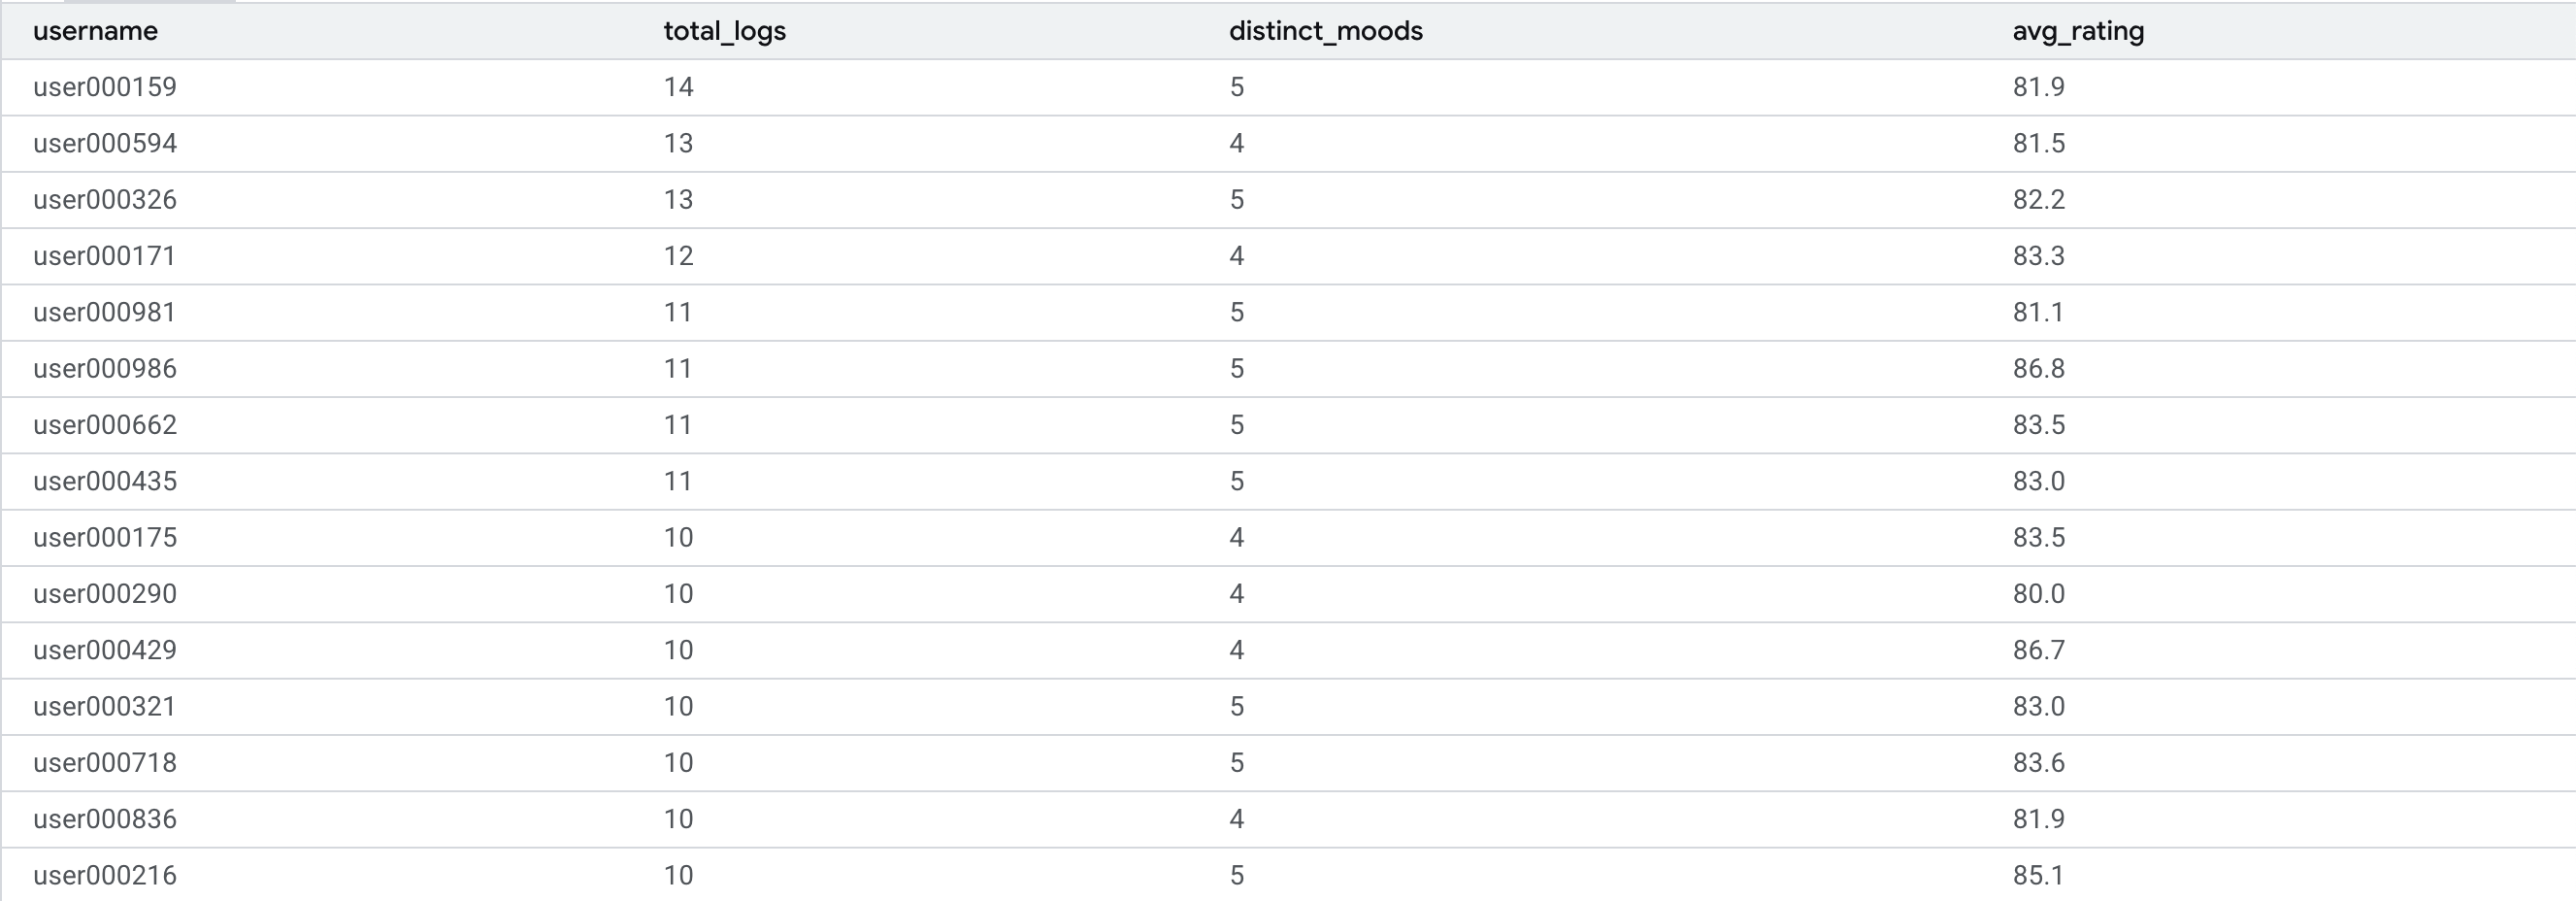 username total_logs distinct_moods avg_rating
user000159 14 5 81.9
user000594 13 4 81.5
user000326 13 5 82.2
user000171 12 4 83.3
user000981 11 5 81.1
user000986 11 5 86.8
user000662 11 5 83.5
user000435 11 5 83.0
user000175 10 4 83.5
user000290 10 4 80.0
user000429 10 4 86.7
user000321 10 5 83.0
user000718 10 5 83.6
user000836 10 4 81.9
user000216 10 5 85.1